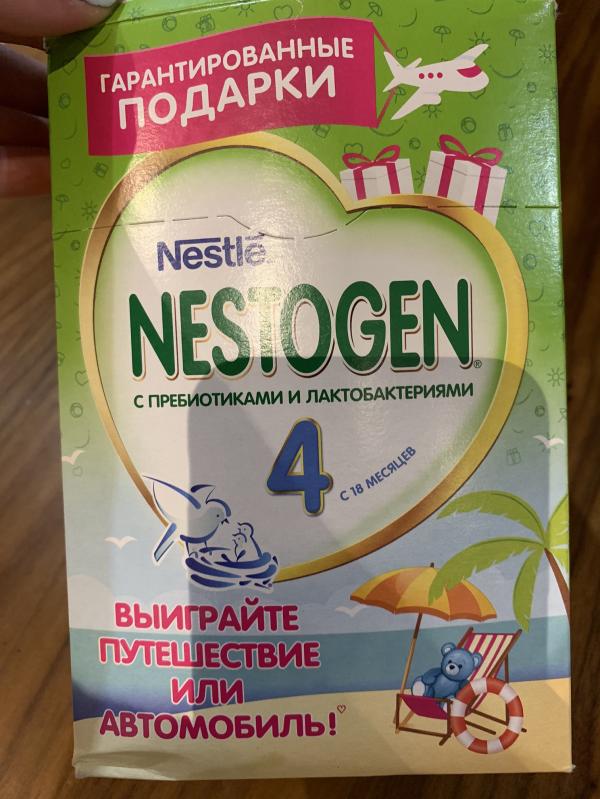 ГАРАНТИРОВАННЫЕ
ПОДАРКИ
Nestlé
NESTOGEN®
С ПРЕБИОТИКАМИ И ЛАКТОБАКТЕРИЯМИ
4
С 18 МЕСЯЦЕВ
ВЫИГРАЙТЕ
ПУТЕШЕСТВИЕ
ИЛИ
АВТОМОБИЛЬ!